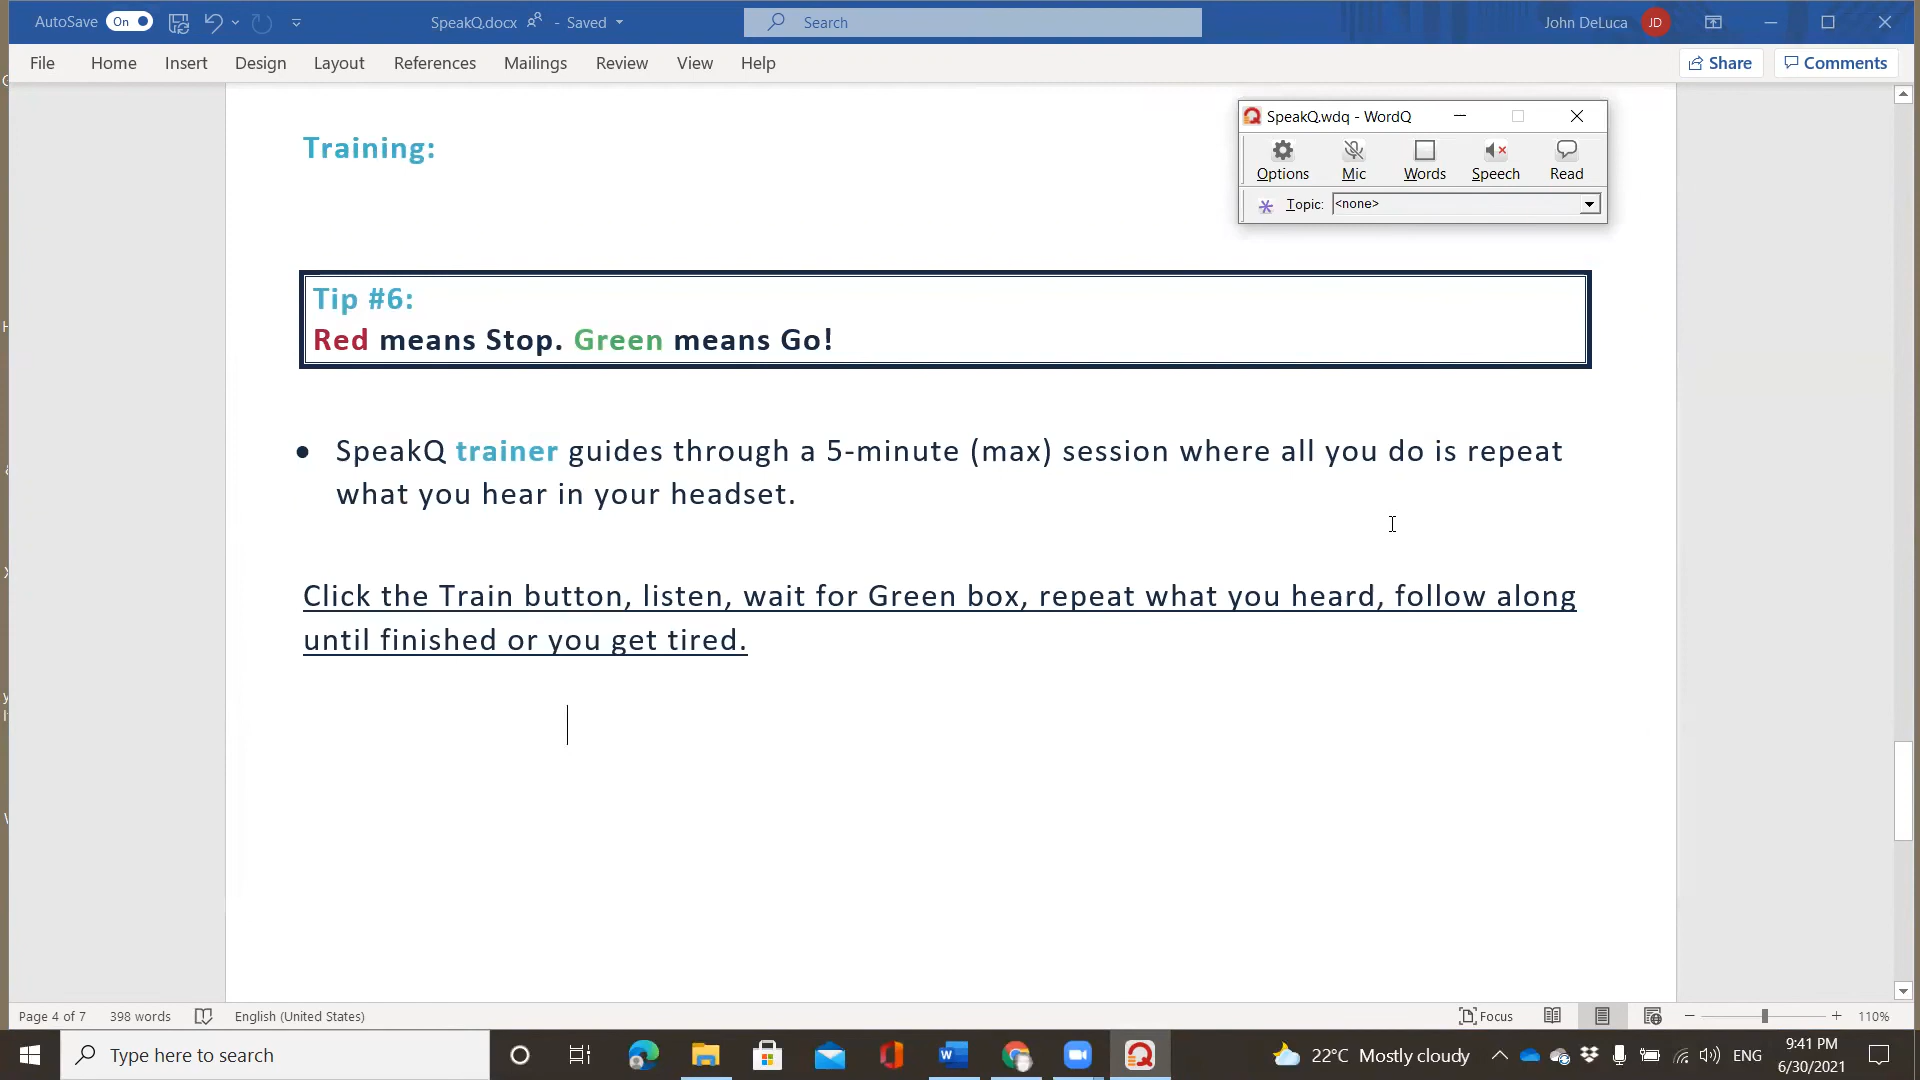 AutoSave On SpeakQ.docx - Saved Search John DeLuca JD
File Home Insert Design Layout References Mailings Review View Help Share Comments
SpeakQ.wdq - WordQ
Options Mic Words Speech Read
Topic: <none>
Training:
Tip #6:
Red means Stop. Green means Go!
• SpeakQ trainer guides through a 5-minute (max) session where all you do is repeat
what you hear in your headset.
Click the Train button, listen, wait for Green box, repeat what you heard, follow along
until finished or you get tired.
Page 4 of 7 398 words English (United States) Focus 110%
Type here to search 22°C Mostly cloudy ENG 9:41 PM
6/30/2021